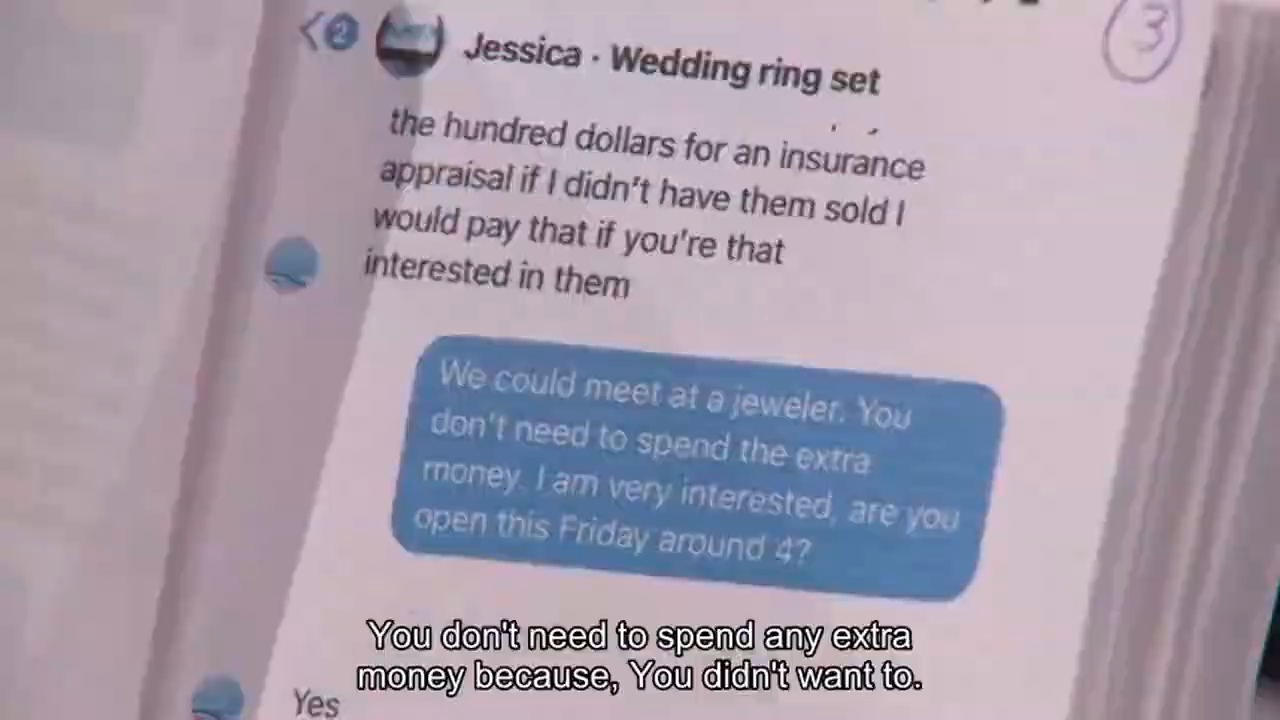 2
3
Jessica · Wedding ring set
the hundred dollars for an insurance
appraisal if I didn't have them sold I
would pay that if you're that
interested in them
We could meet at a jeweler. You
don't need to spend the extra
money. I am very interested, are you
open this Friday around 4?
You don't need to spend any extra
money because, You didn't want to.
Yes